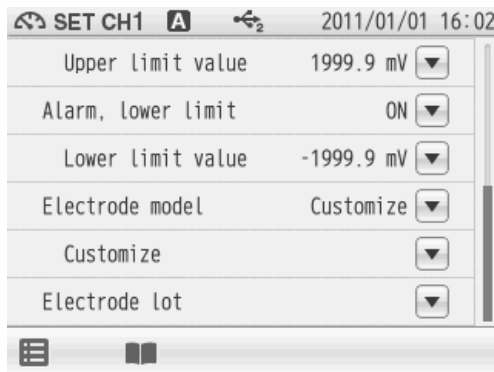 SET CH1 A 2 2011/01/01 16:02
Upper limit value 1999.9 mV
Alarm, lower limit ON
Lower limit value -1999.9 mV
Electrode model Customize
Customize
Electrode lot